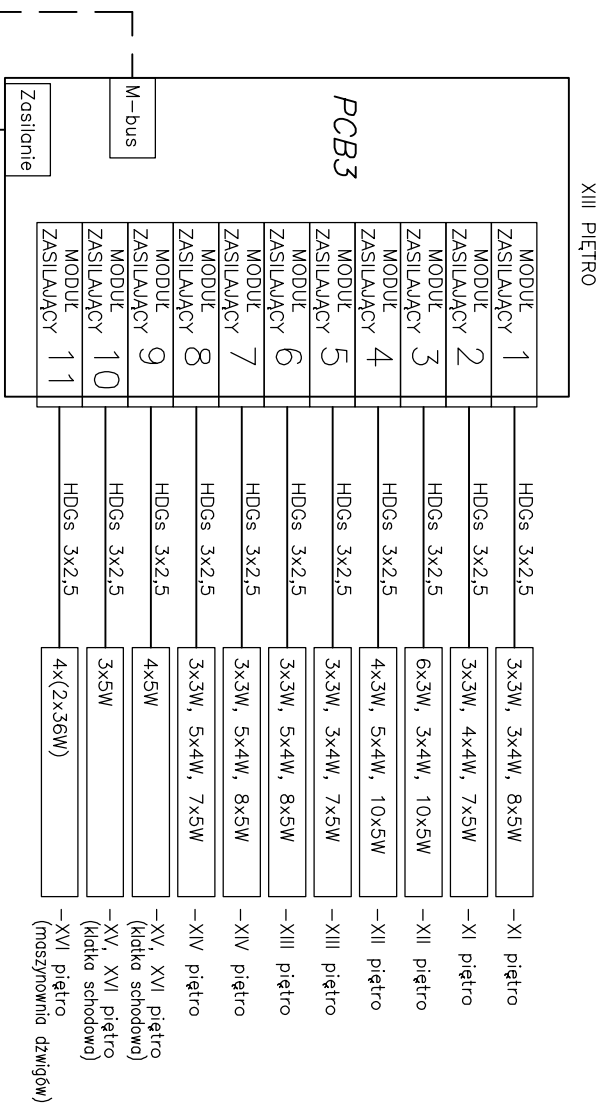 XIII PIĘTRO
PCB3
M-bus
Zasilanie
MODUŁ
ZASILAJĄCY 1
HDGs 3x2,5
3x3W, 3x4W, 8x5W
-XI piętro
MODUŁ
ZASILAJĄCY 2
HDGs 3x2,5
3x3W, 4x4W, 7x5W
-XI piętro
MODUŁ
ZASILAJĄCY 3
HDGs 3x2,5
6x3W, 3x4W, 10x5W
-XII piętro
MODUŁ
ZASILAJĄCY 4
HDGs 3x2,5
4x3W, 5x4W, 10x5W
-XII piętro
MODUŁ
ZASILAJĄCY 5
HDGs 3x2,5
3x3W, 3x4W, 7x5W
-XIII piętro
MODUŁ
ZASILAJĄCY 6
HDGs 3x2,5
3x3W, 5x4W, 8x5W
-XIII piętro
MODUŁ
ZASILAJĄCY 7
HDGs 3x2,5
3x3W, 5x4W, 8x5W
-XIV piętro
MODUŁ
ZASILAJĄCY 8
HDGs 3x2,5
3x3W, 5x4W, 7x5W
-XIV piętro
MODUŁ
ZASILAJĄCY 9
HDGs 3x2,5
4x5W
-XV, XVI piętro
(klatka schodowa)
MODUŁ
ZASILAJĄCY 10
HDGs 3x2,5
3x5W
-XV, XVI piętro
(klatka schodowa)
MODUŁ
ZASILAJĄCY 11
HDGs 3x2,5
4x(2x36W)
-XVI piętro
(maszynownia dźwigów)